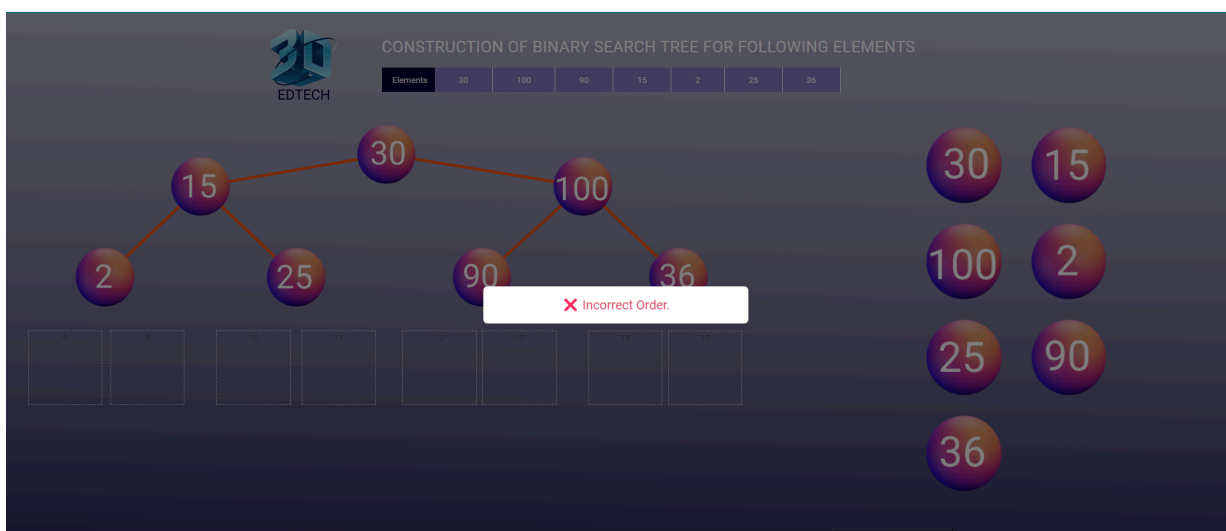 3D
EDTECH
CONSTRUCTION OF BINARY SEARCH TREE FOR FOLLOWING ELEMENTS
Elements 30 100 90 15 2 25 36
30
15 100
2 25 90 36
❌ Incorrect Order.
30 15
100 2
25 90
36